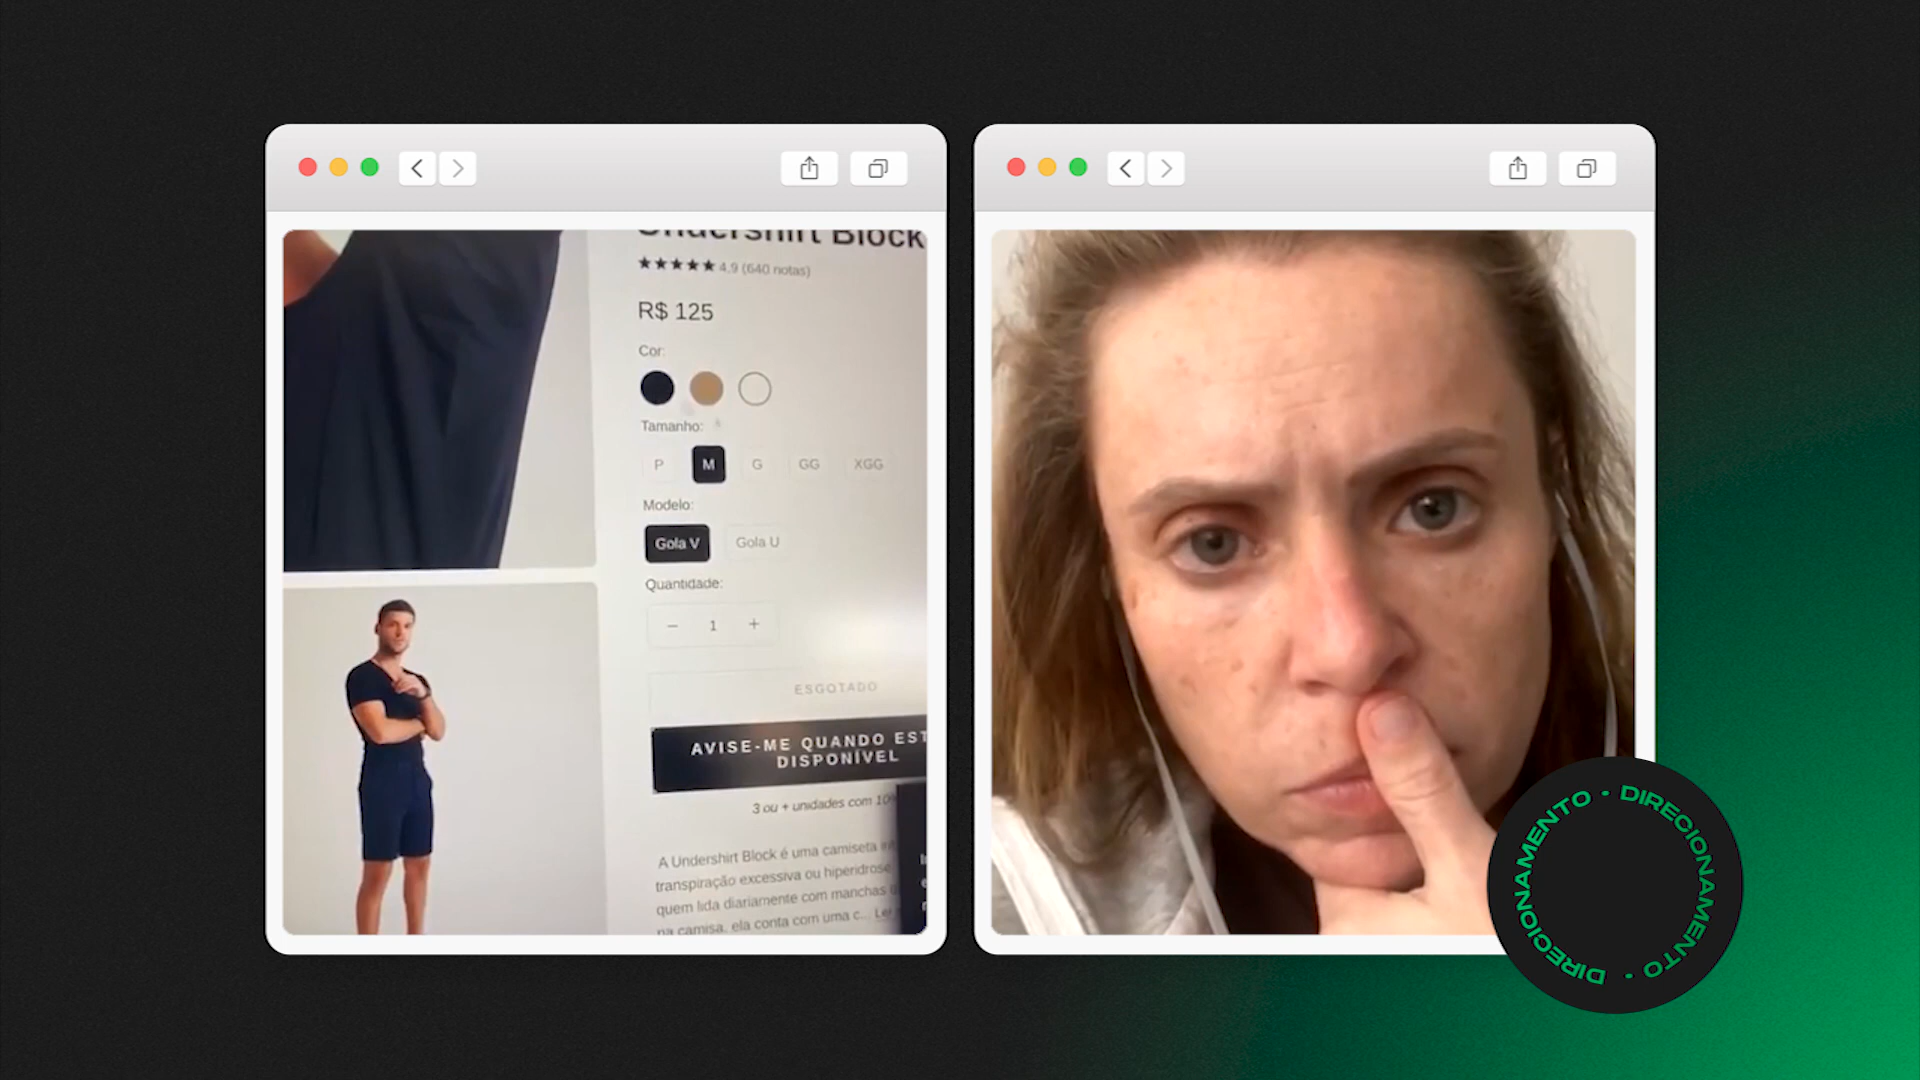 Undershirt Block
★★★★★ 4,9 (640 notas)
R$ 125
Cor:
Tamanho:
P M G GG XGG
Modelo:
Gola V Gola U
Quantidade:
− 1 +
ESGOTADO
AVISE-ME QUANDO EST
DISPONÍVEL
3 ou + unidades com 10%
A Undershirt Block é uma camiseta
transpiração excessiva ou hiperidrose
quem lida diariamente com manchas
na camisa, ela conta com uma c... Ler
DIRECIONAMENTO • DIRECIONAMENTO •